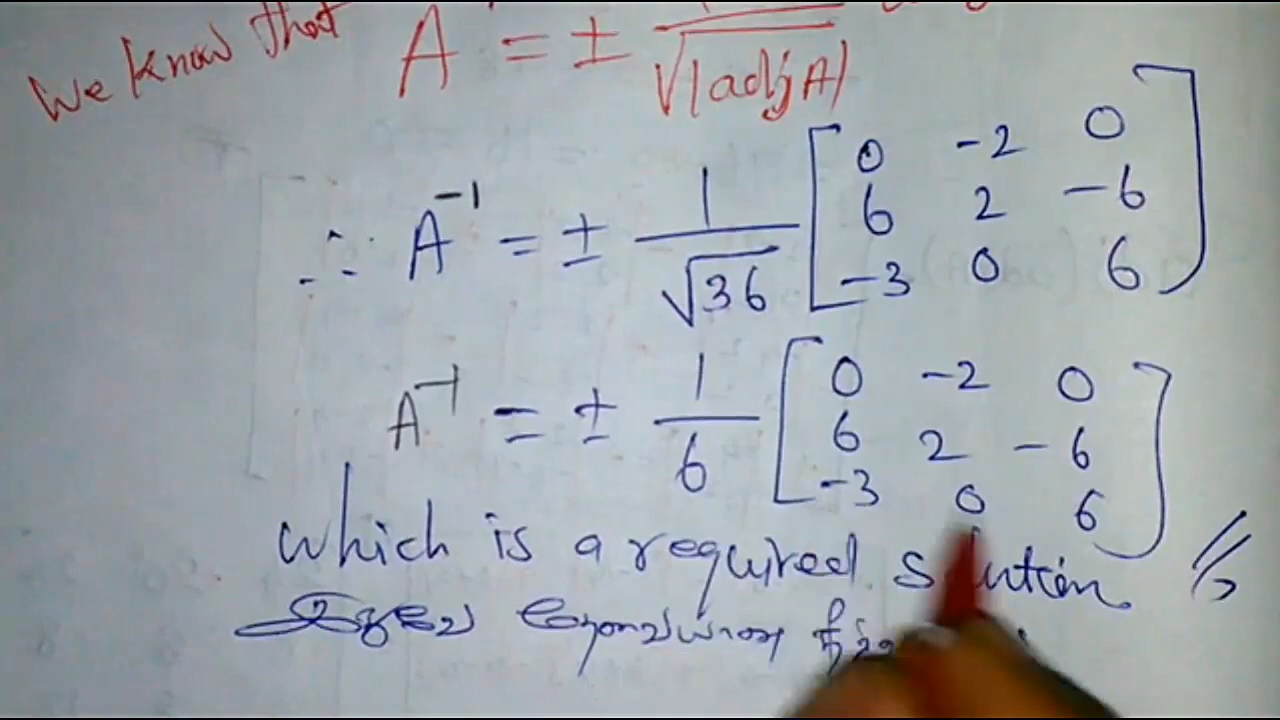 We know that A = ± 1/√|adj A|
∴ A⁻¹ = ± 1/√36 [ 0 -2 0
6 2 -6
-3 0 6 ]
A⁻¹ = ± 1/6 [ 0 -2 0
6 2 -6
-3 0 6 ]
which is a required solution
இதுவே தேவையான